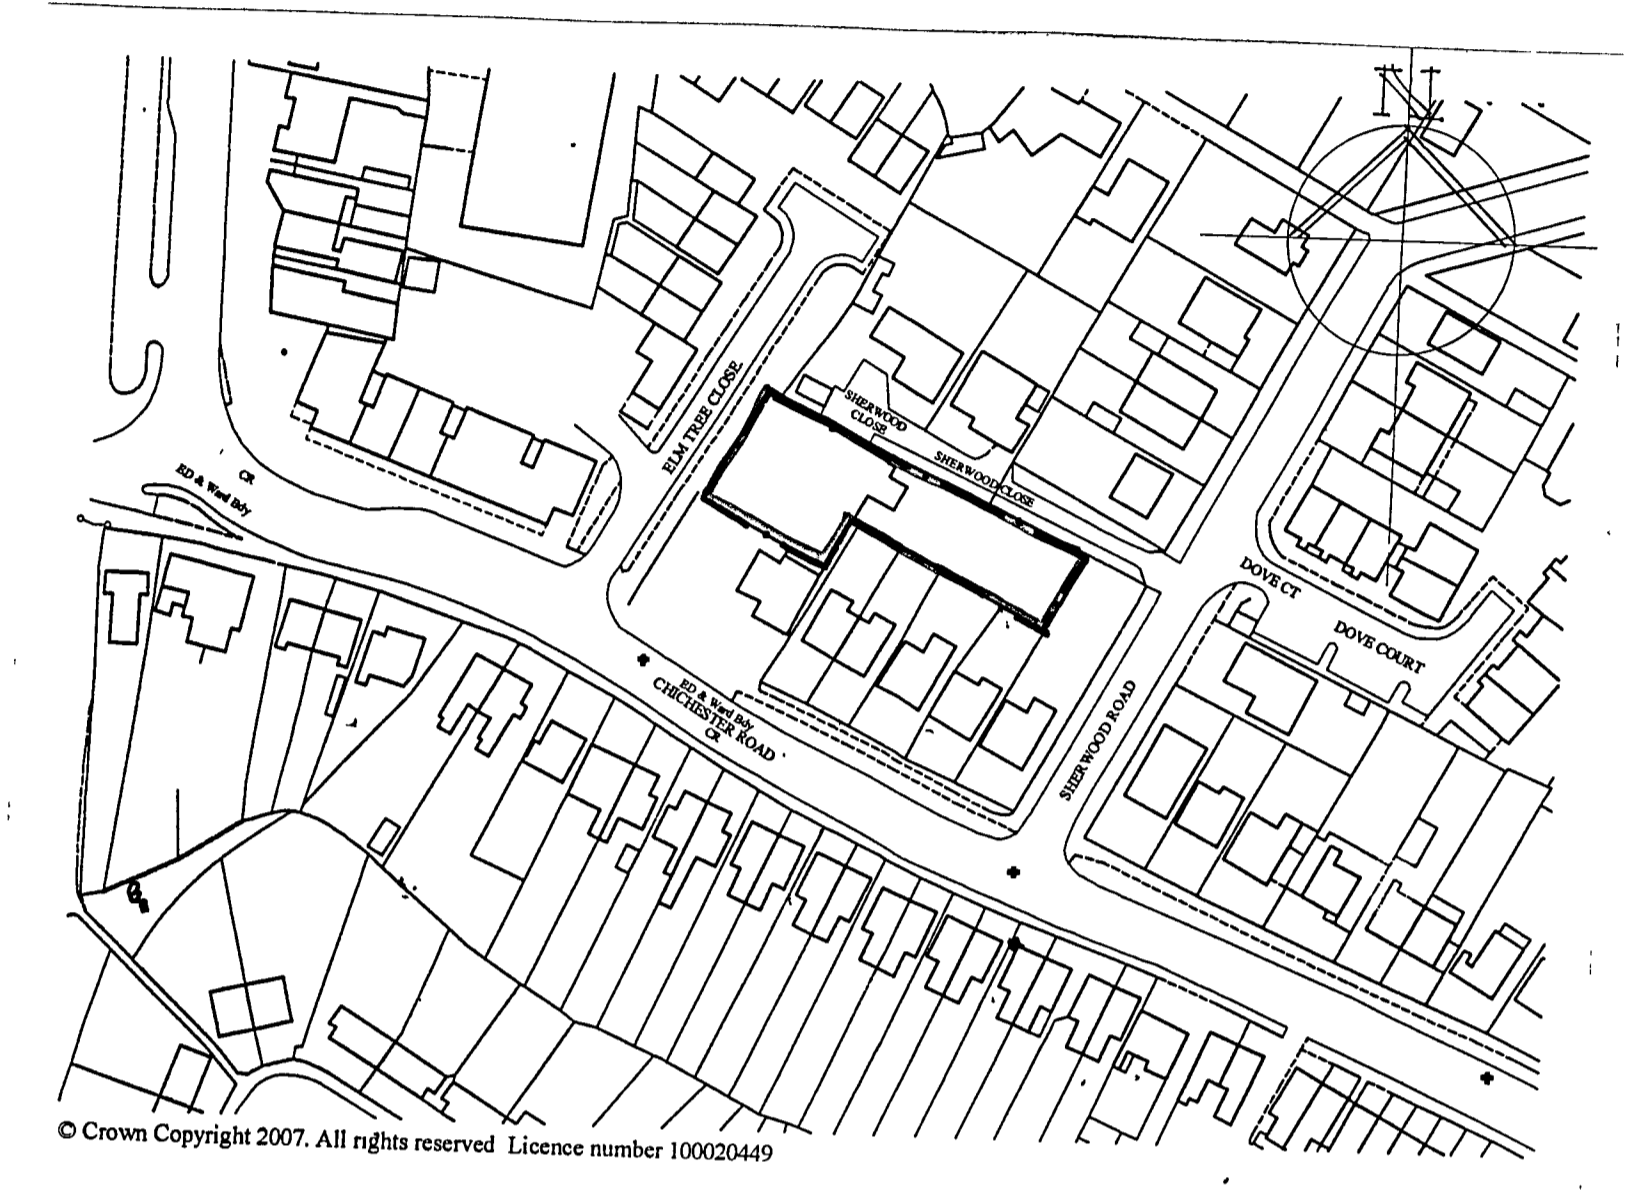 ELM TREE CLOSE
SHERWOOD
CLOSE
SHERWOOD CLOSE
CR
ED & Ward Bdy
DOVE CT
DOVE COURT
ED & Ward Bdy
CHICHESTER ROAD
CR
SHERWOOD ROAD
© Crown Copyright 2007. All rights reserved Licence number 100020449